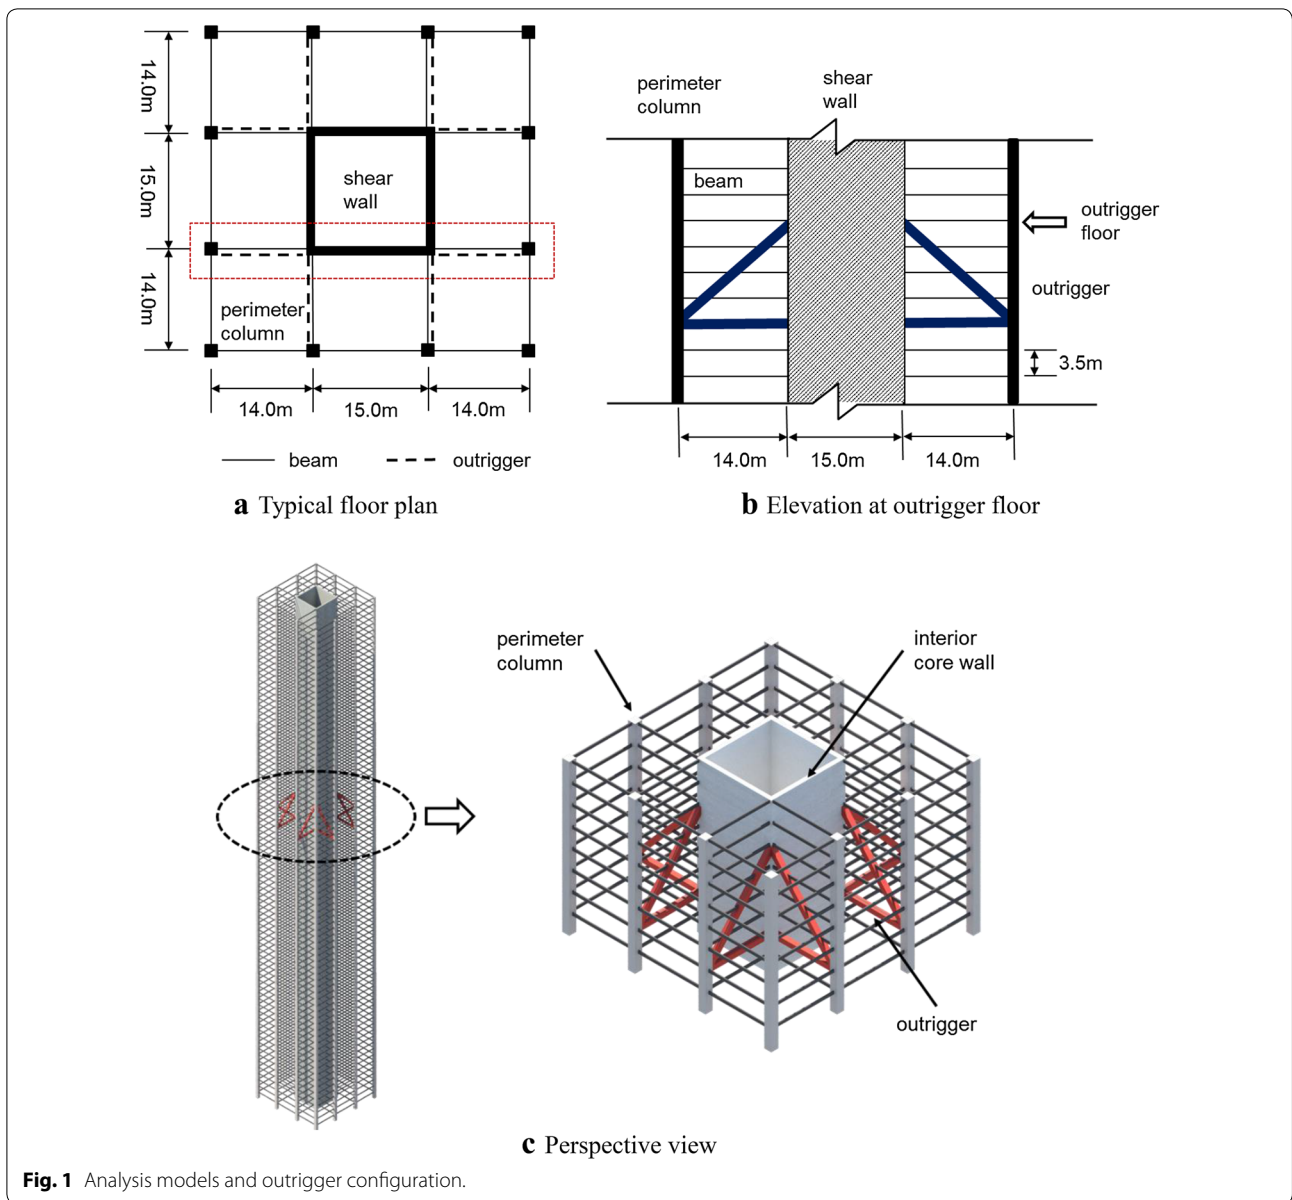 14.0m
15.0m
14.0m
shear
wall
perimeter
column
14.0m
15.0m
14.0m
beam
outrigger
a Typical floor plan
perimeter
column
shear
wall
beam
outrigger
floor
outrigger
3.5m
14.0m
15.0m
14.0m
b Elevation at outrigger floor
perimeter
column
interior
core wall
outrigger
c Perspective view
Fig. 1 Analysis models and outrigger configuration.